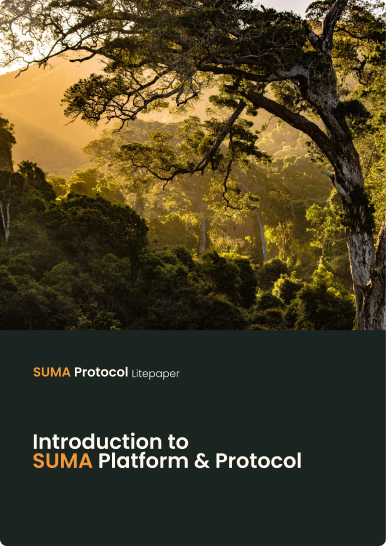 SUMA Protocol Litepaper
Introduction to
SUMA Platform & Protocol